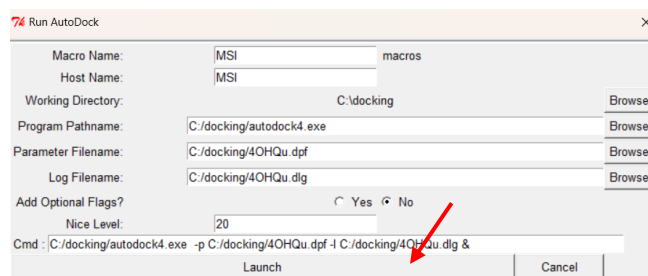 Run AutoDock
Macro Name: MSI macros
Host Name: MSI
Working Directory: C:\docking Browse
Program Pathname: C:/docking/autodock4.exe Browse
Parameter Filename: C:/docking/4OHQu.dpf Browse
Log Filename: C:/docking/4OHQu.dlg Browse
Add Optional Flags? Yes No
Nice Level: 20
Cmd : C:/docking/autodock4.exe -p C:/docking/4OHQu.dpf -l C:/docking/4OHQu.dlg &
Launch Cancel